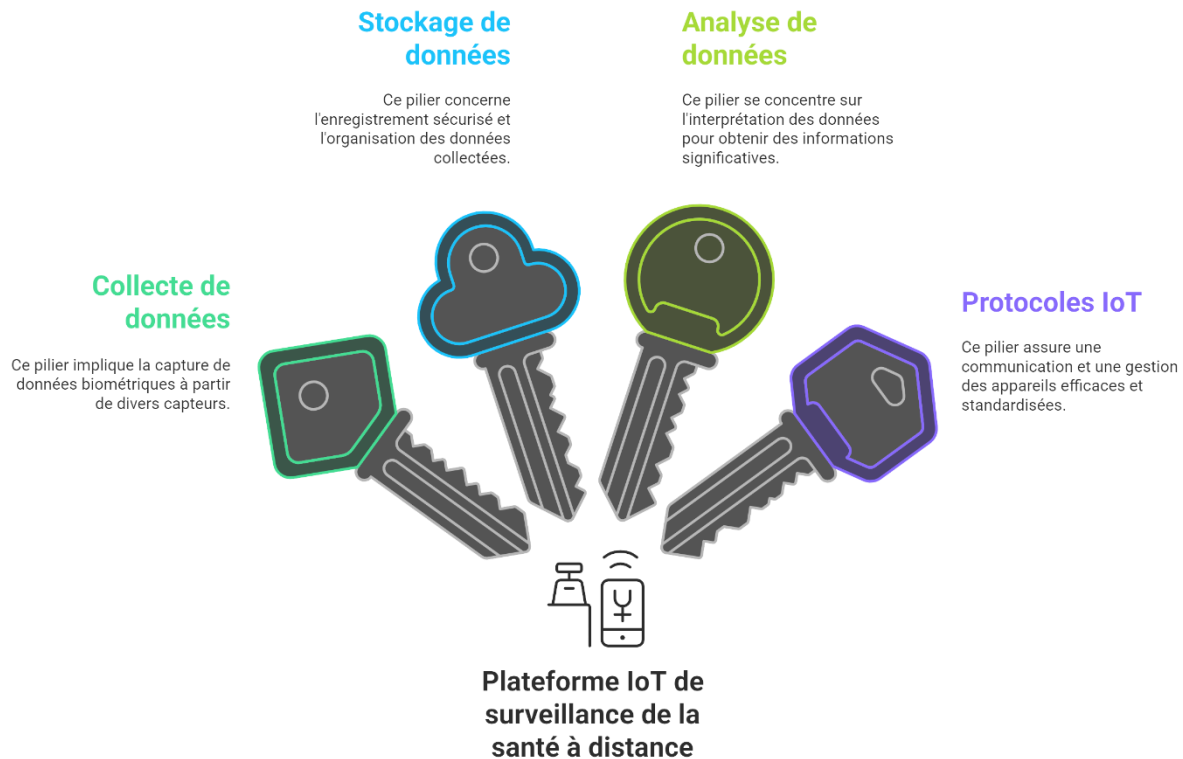 Stockage de
données
Ce pilier concerne
l'enregistrement sécurisé et
l'organisation des données
collectées.
Analyse de
données
Ce pilier se concentre sur
l'interprétation des données
pour obtenir des informations
significatives.
Collecte de
données
Ce pilier implique la capture de
données biométriques à partir
de divers capteurs.
Protocoles IoT
Ce pilier assure une
communication et une gestion
des appareils efficaces et
standardisées.
Plateforme IoT de
surveillance de la
santé à distance